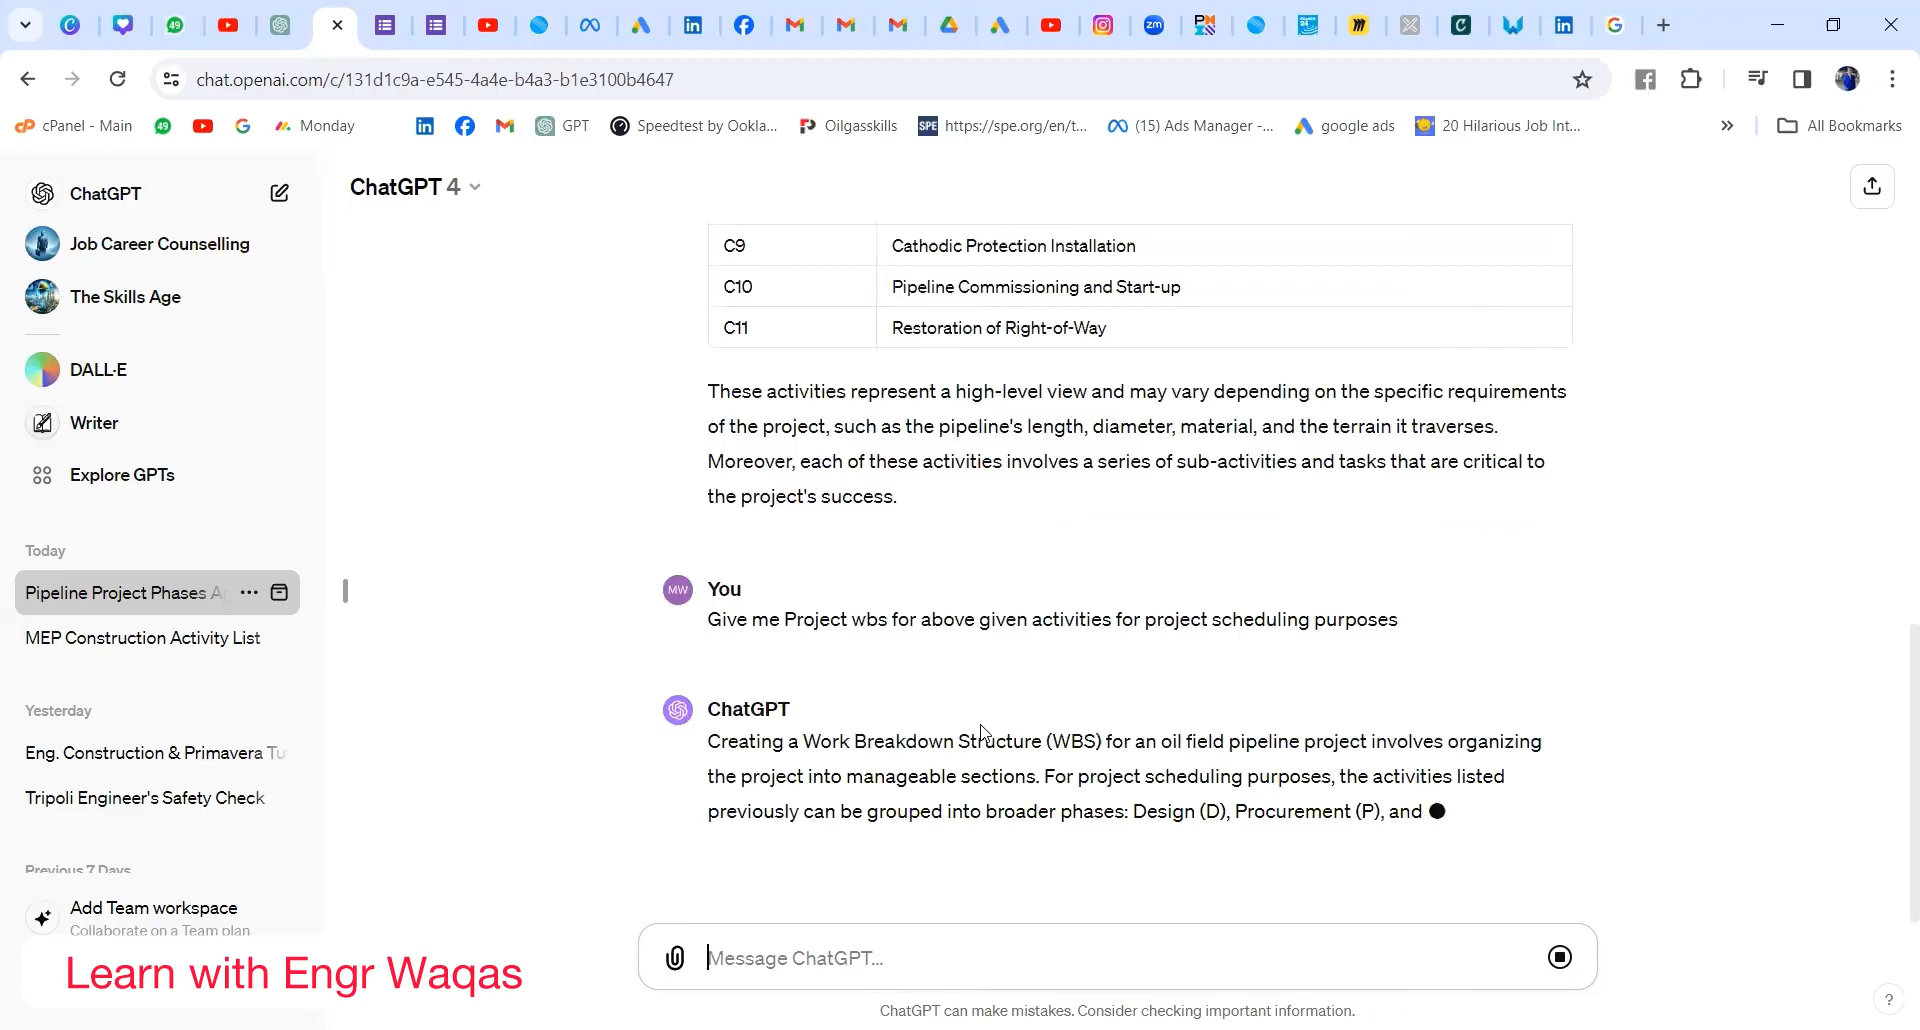 49
zm
chat.openai.com/c/131d1c9a-e545-4a4e-b4a3-b1e3100b4647
cPanel - Main
49
Monday
GPT
Speedtest by Ookla...
Oilgasskills
SPE
https://spe.org/en/t...
(15) Ads Manager -...
google ads
20 Hilarious Job Int...
All Bookmarks
ChatGPT
Job Career Counselling
The Skills Age
DALL·E
Writer
Explore GPTs
Today
Pipeline Project Phases A
MEP Construction Activity List
Yesterday
Eng. Construction & Primavera Tu
Tripoli Engineer's Safety Check
Previous 7 Days
Add Team workspace
Collaborate on a Team plan
Learn with Engr Waqas
ChatGPT 4
C9 Cathodic Protection Installation
C10 Pipeline Commissioning and Start-up
C11 Restoration of Right-of-Way
These activities represent a high-level view and may vary depending on the specific requirements
of the project, such as the pipeline's length, diameter, material, and the terrain it traverses.
Moreover, each of these activities involves a series of sub-activities and tasks that are critical to
the project's success.
MW
You
Give me Project wbs for above given activities for project scheduling purposes
ChatGPT
Creating a Work Breakdown Structure (WBS) for an oil field pipeline project involves organizing
the project into manageable sections. For project scheduling purposes, the activities listed
previously can be grouped into broader phases: Design (D), Procurement (P), and
Message ChatGPT...
ChatGPT can make mistakes. Consider checking important information.
?